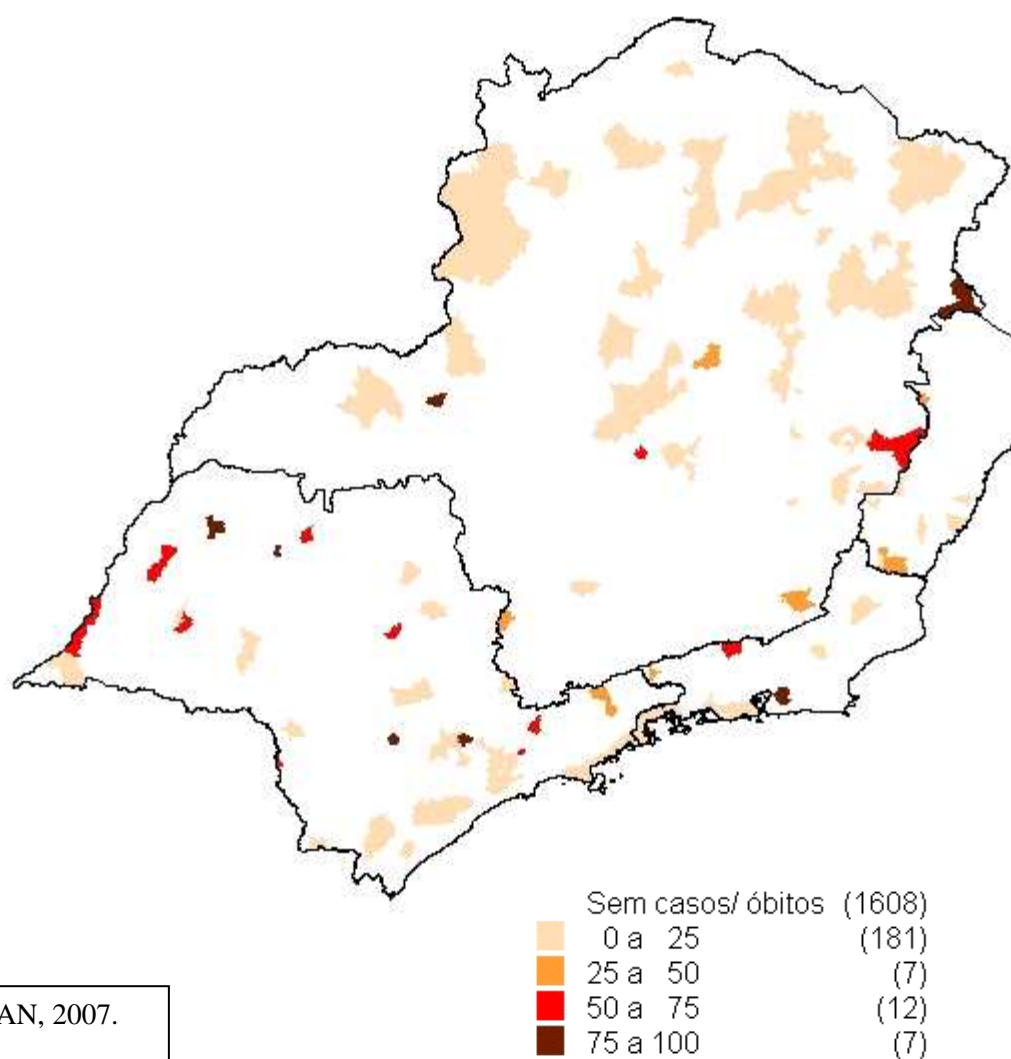 Sem casos/ óbitos (1608)
0 a 25 (181)
25 a 50 (7)
50 a 75 (12)
75 a 100 (7)
AN, 2007.